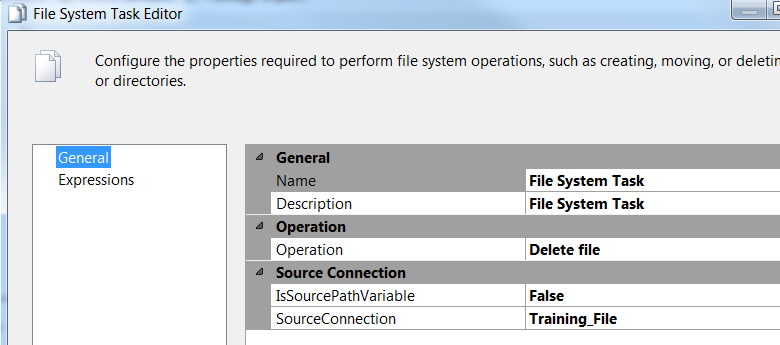 File System Task Editor
Configure the properties required to perform file system operations, such as creating, moving, or
or directories.
General
Expressions
General
Name File System Task
Description File System Task
Operation
Operation Delete file
Source Connection
IsSourcePathVariable False
SourceConnection Training_File